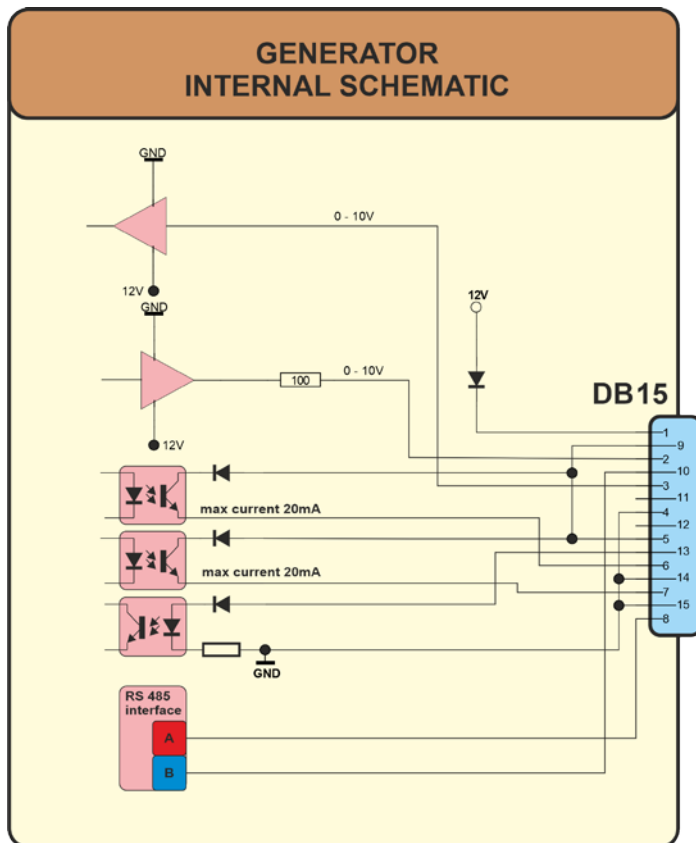 GENERATOR
INTERNAL SCHEMATIC
GND
0 - 10V
12V
GND
12V
100
0 - 10V
12V
DB15
1
9
2
10
3
11
4
12
5
13
6
14
7
15
8
max current 20mA
max current 20mA
GND
RS 485
interface
A
B